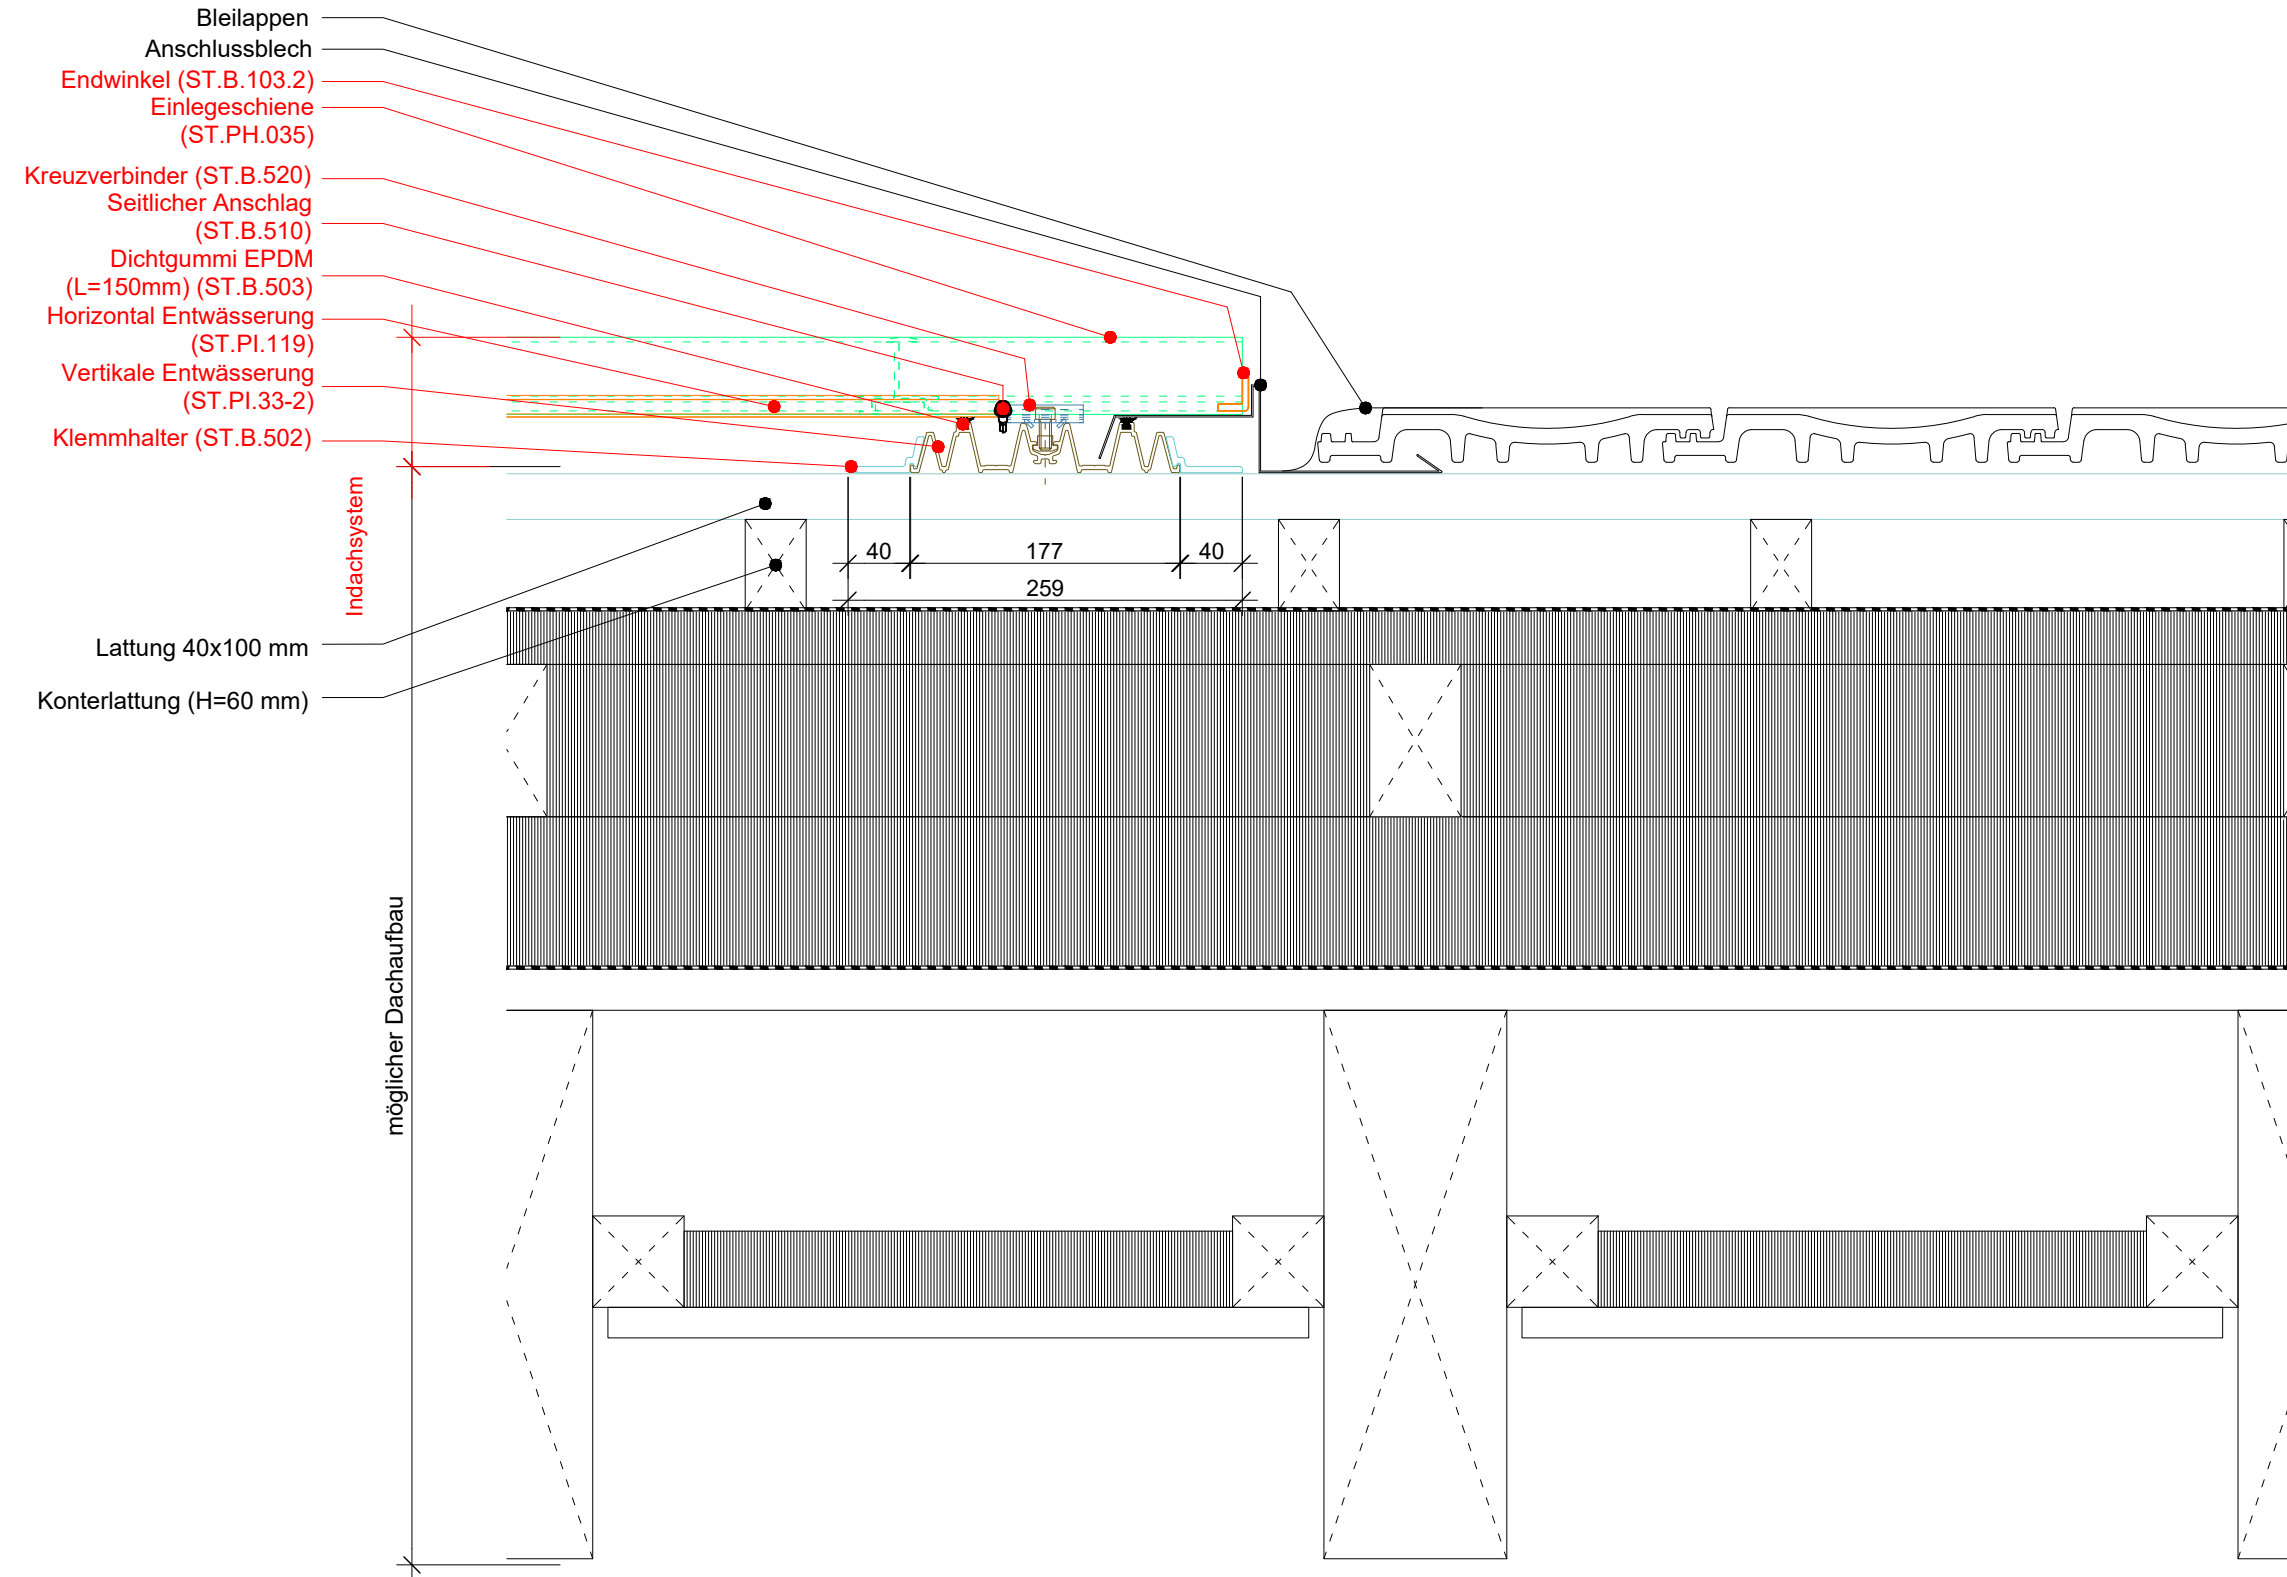 Bleilappen
Anschlussblech
Endwinkel (ST.B.103.2)
Einlegeschiene
(ST.PH.035)
Kreuzverbinder (ST.B.520)
Seitlicher Anschlag
(ST.B.510)
Dichtgummi EPDM
(L=150mm) (ST.B.503)
Horizontal Entwässerung
(ST.PI.119)
Vertikale Entwässerung
(ST.PI.33-2)
Klemmhalter (ST.B.502)
Indachsystem
40 177 40
259
Lattung 40x100 mm
Konterlattung (H=60 mm)
möglicher Dachaufbau